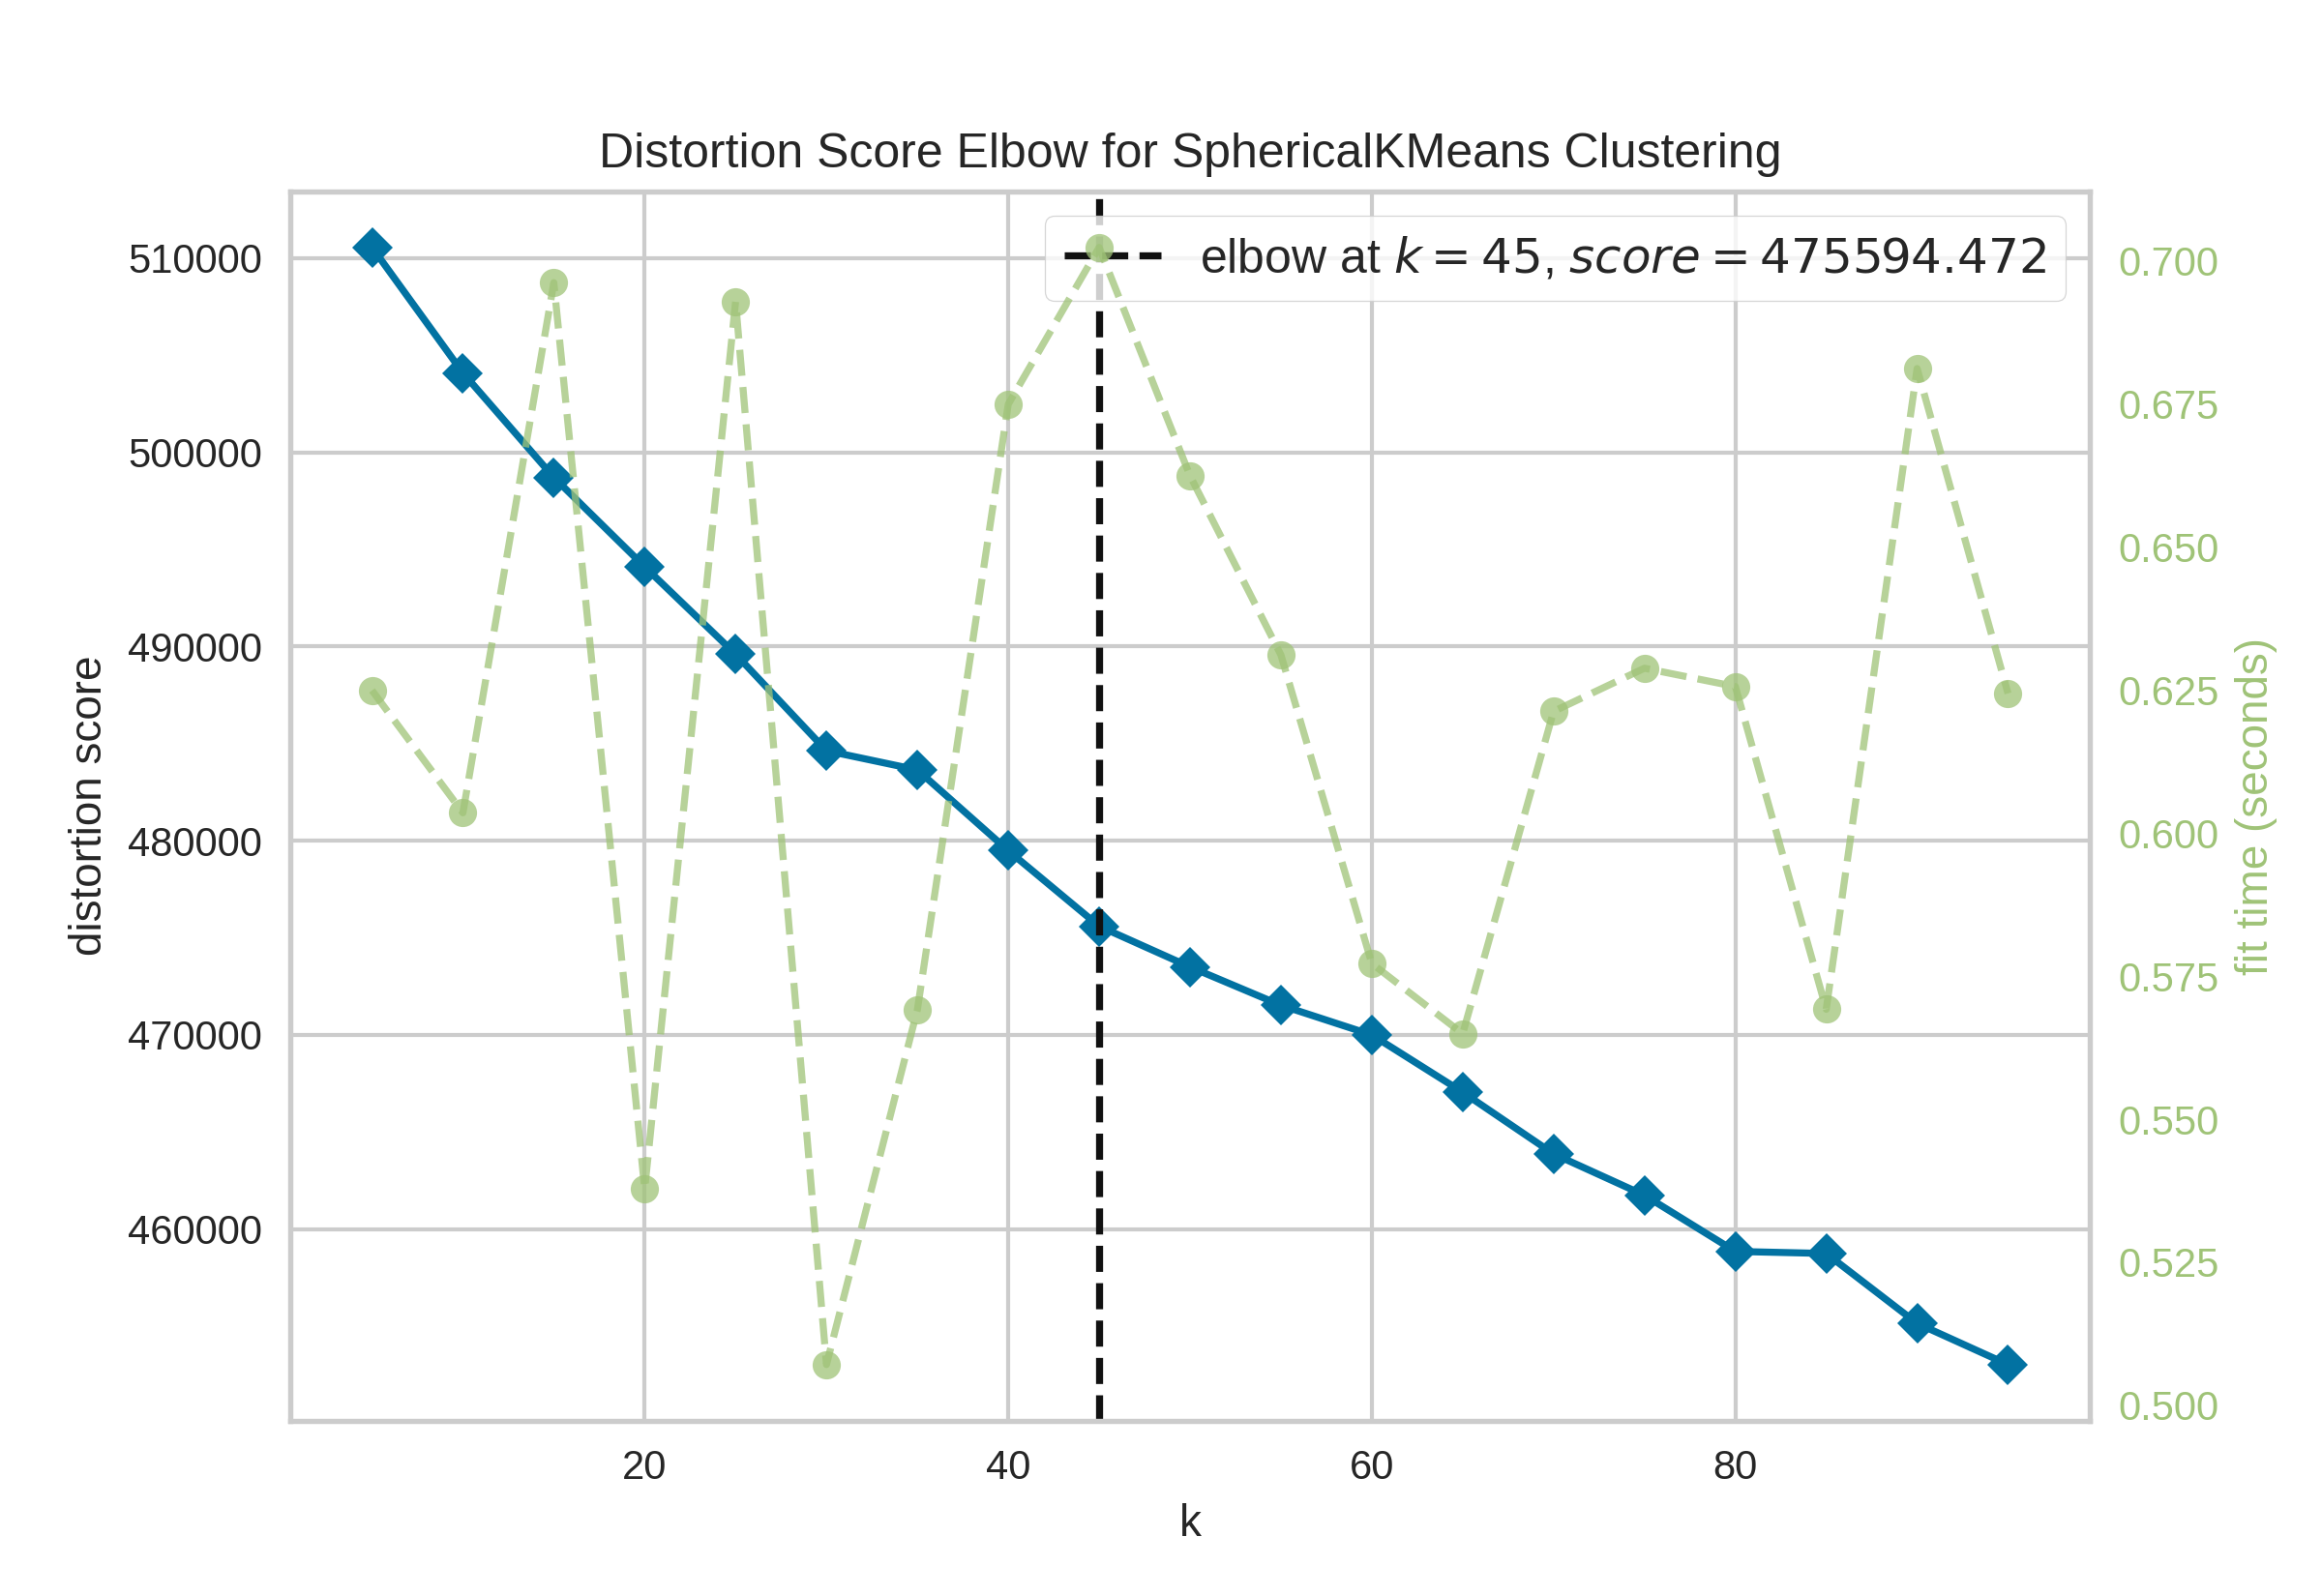 Distortion Score Elbow for SphericalKMeans Clustering
elbow at k = 45, score = 475594.472
510000
500000
490000
480000
470000
460000
distortion score
0.700
0.675
0.650
0.625
0.600
0.575
0.550
0.525
0.500
fit time (seconds)
20 40 60 80
k